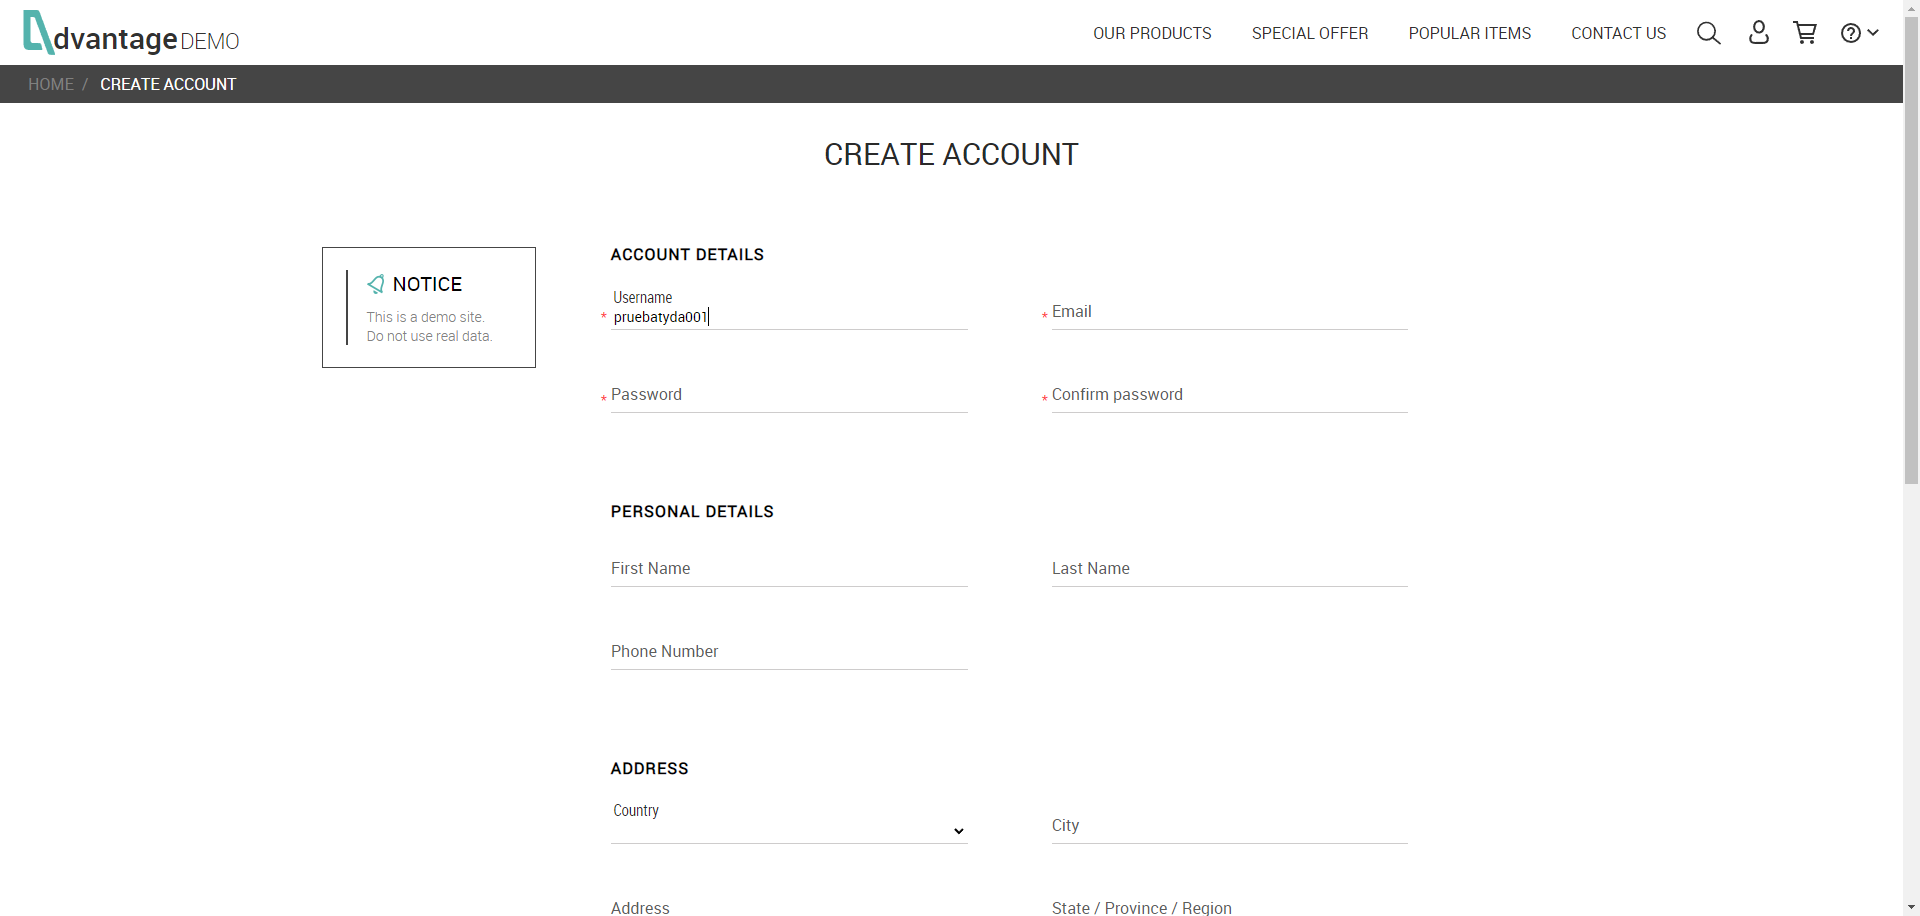 dvantage DEMO
OUR PRODUCTS SPECIAL OFFER POPULAR ITEMS CONTACT US
HOME / CREATE ACCOUNT
CREATE ACCOUNT
NOTICE
This is a demo site.
Do not use real data.
ACCOUNT DETAILS
Username
* pruebatyda001
* Email
* Password
* Confirm password
PERSONAL DETAILS
First Name
Last Name
Phone Number
ADDRESS
Country
City
Address
State / Province / Region